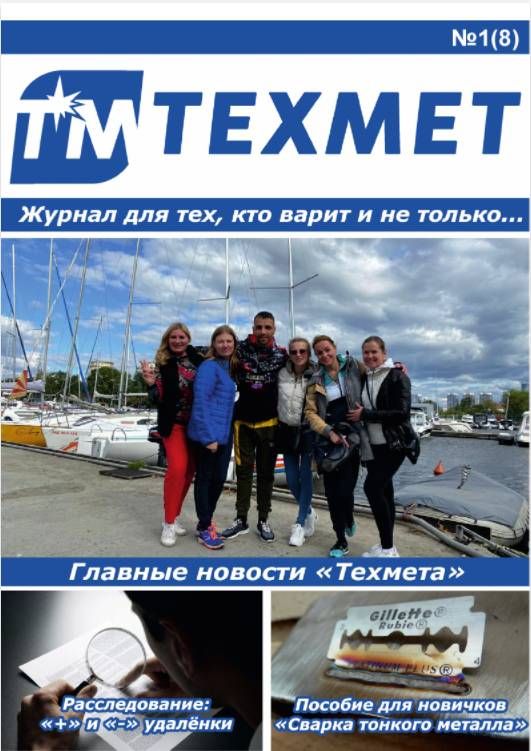 №1(8)
ТМ ТЕХМЕТ
Журнал для тех, кто варит и не только...
Главные новости «Техмета»
Расследование:
«+» и «-» удалёнки
Gillette®
Rubie®
PLUS®
Пособие для новичков
«Сварка тонкого металла»